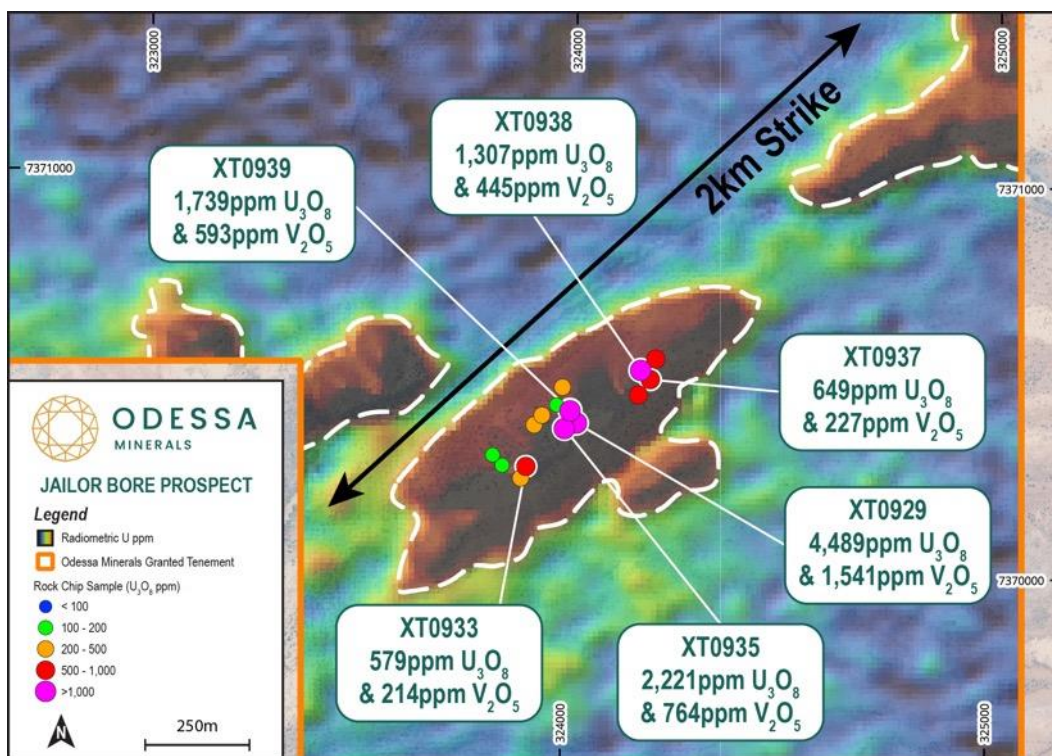 323000
324000
325000
7371000
7371000
2km Strike
XT0938
1,307ppm U₃O₈
& 445ppm V₂O₅
XT0939
1,739ppm U₃O₈
& 593ppm V₂O₅
XT0937
649ppm U₃O₈
& 227ppm V₂O₅
XT0929
4,489ppm U₃O₈
& 1,541ppm V₂O₅
XT0933
579ppm U₃O₈
& 214ppm V₂O₅
XT0935
2,221ppm U₃O₈
& 764ppm V₂O₅
7370000
324000
325000
ODESSA
MINERALS
JAILOR BORE PROSPECT
Legend
Radiometric U ppm
Odessa Minerals Granted Tenement
Rock Chip Sample (U₃O₈ ppm)
< 100
100 - 200
200 - 500
500 - 1,000
>1,000
N
250m